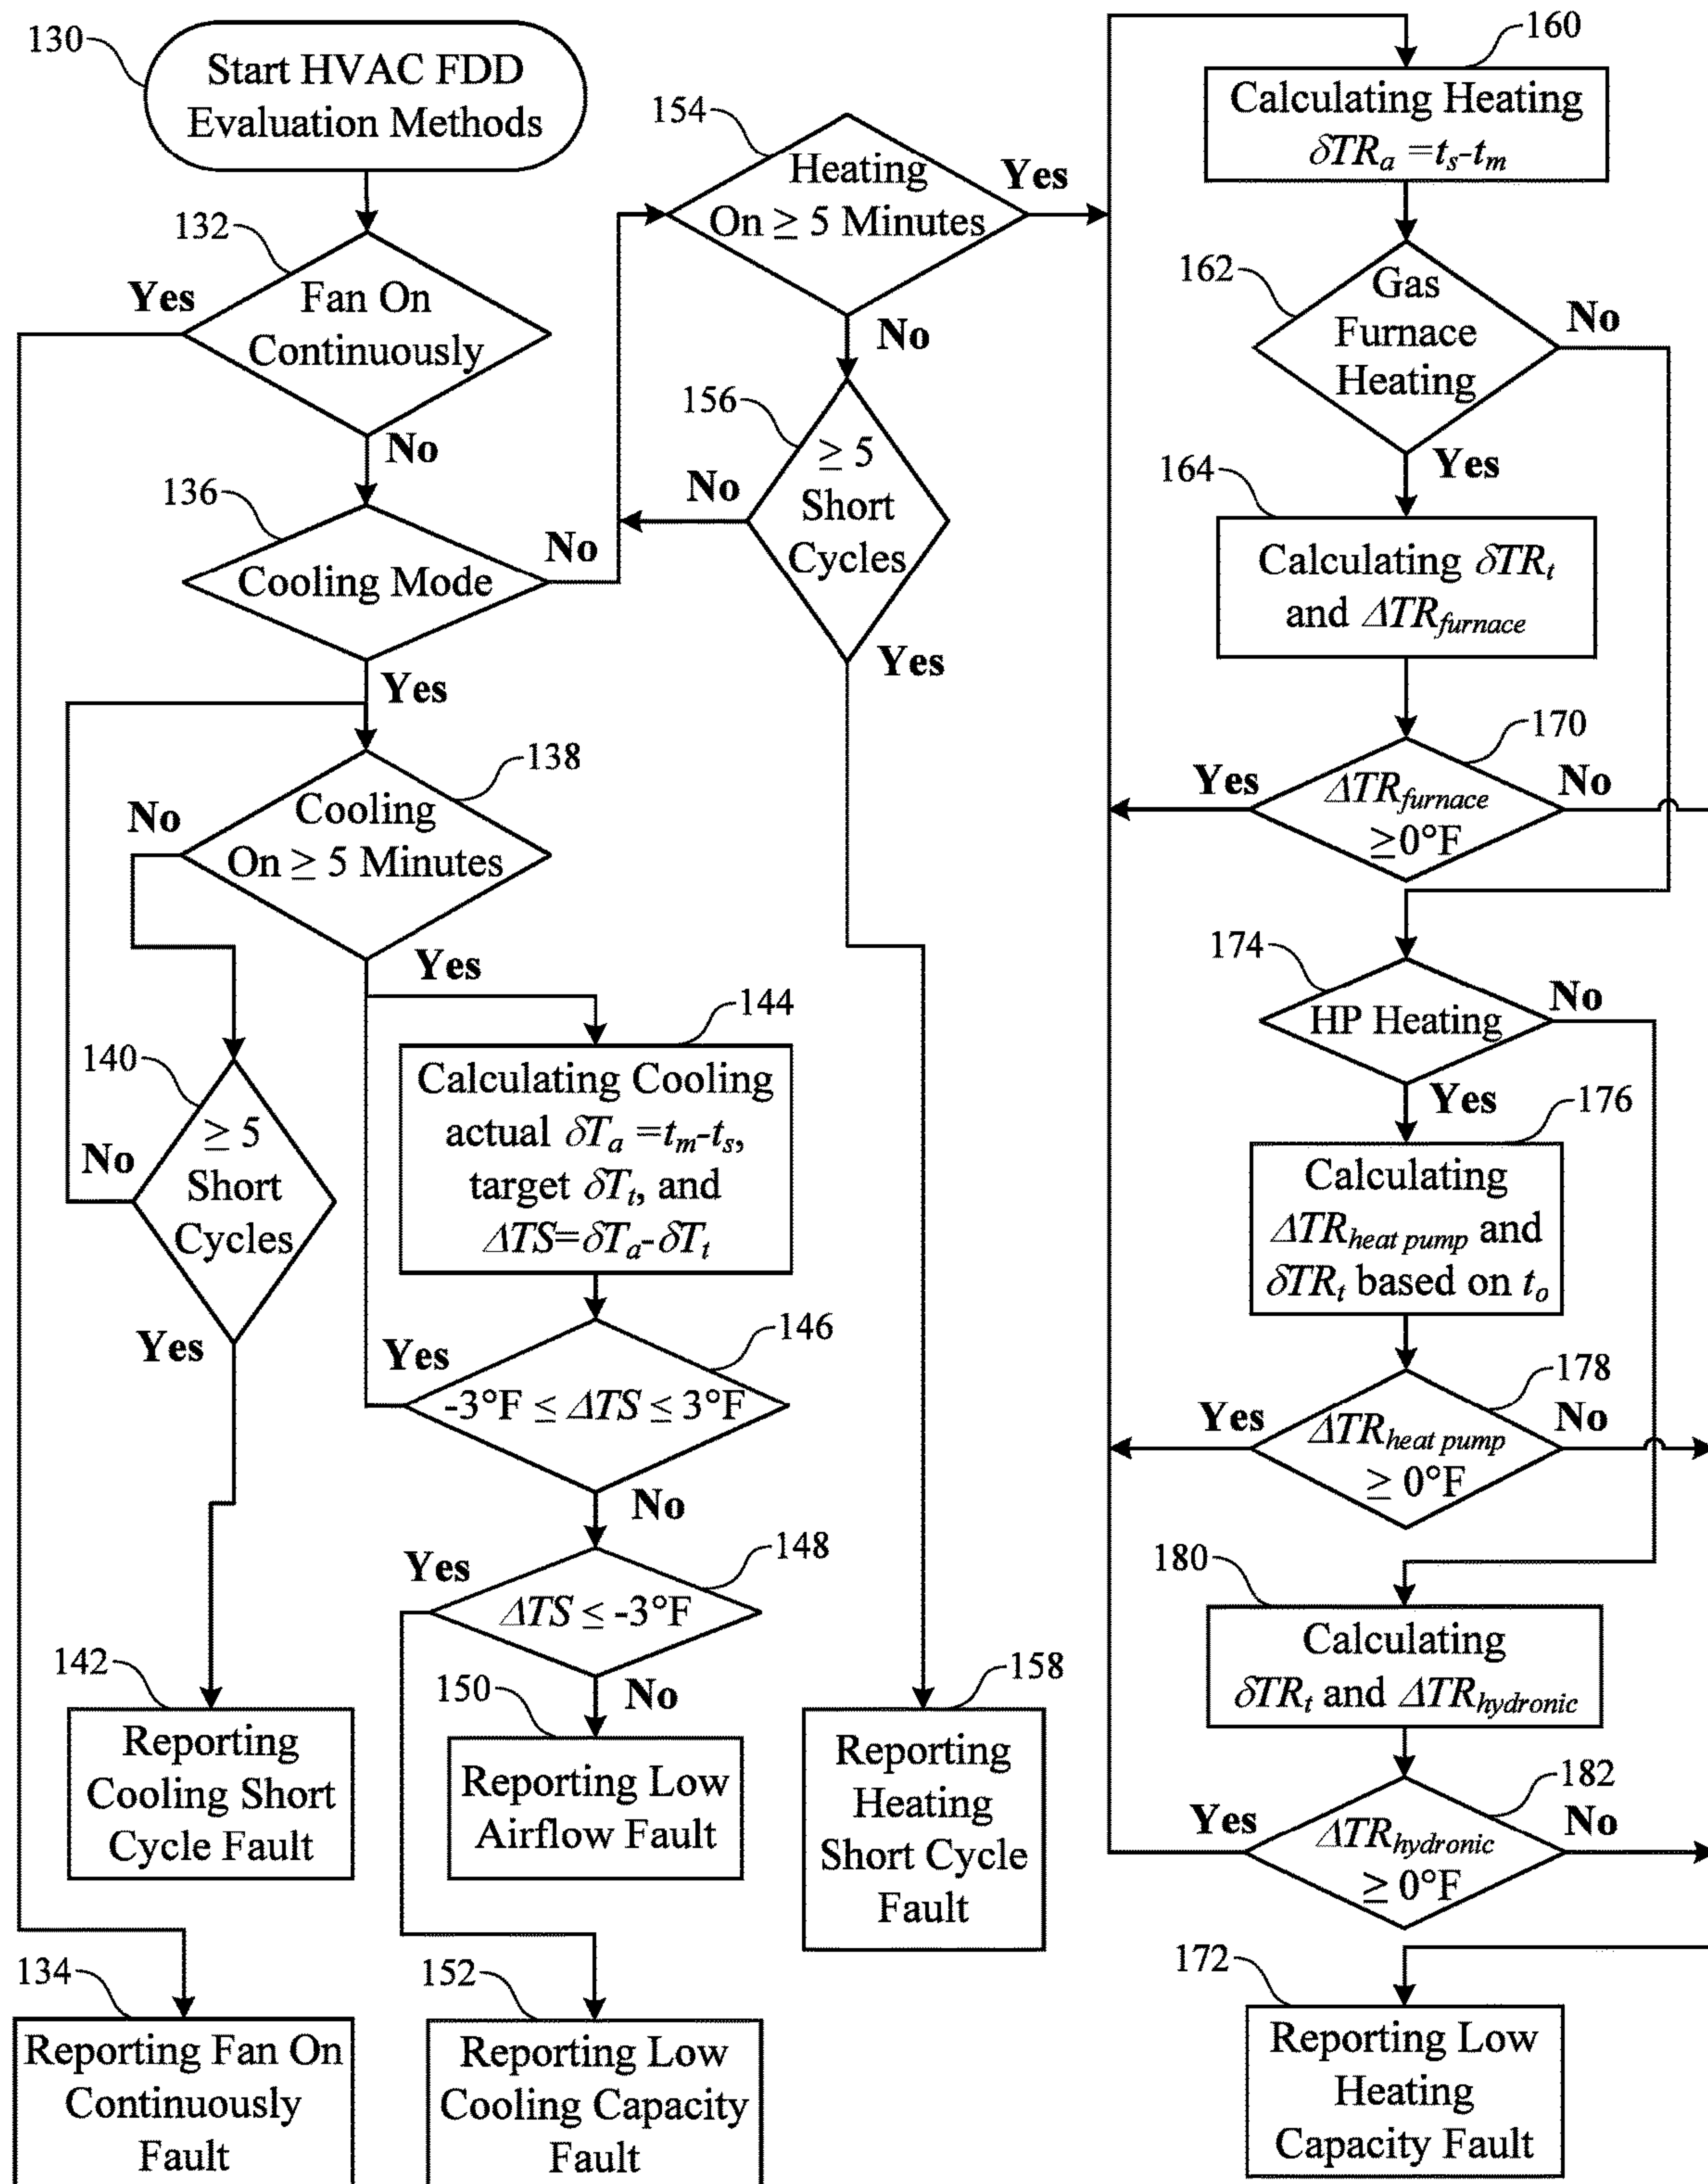 130
Start HVAC FDD
Evaluation Methods
132
Fan On
Continuously
Yes
No
136
Cooling Mode
No
Yes
138
Cooling
On ≥ 5 Minutes
No
Yes
140
≥ 5
Short
Cycles
No
Yes
142
Reporting
Cooling Short
Cycle Fault
134
Reporting Fan On
Continuously
Fault
144
Calculating Cooling
actual δTa =tm-ts,
target δTt, and
ΔTS=δTa-δTt
146
-3°F ≤ ΔTS ≤ 3°F
Yes
No
148
ΔTS ≤ -3°F
Yes
No
150
Reporting Low
Airflow Fault
152
Reporting Low
Cooling Capacity
Fault
154
Heating
On ≥ 5 Minutes
Yes
No
156
≥ 5
Short
Cycles
No
Yes
158
Reporting
Heating
Short Cycle
Fault
160
Calculating Heating
δTRa =ts-tm
162
Gas
Furnace
Heating
No
Yes
164
Calculating δTRt
and ΔTRfurnace
170
ΔTRfurnace
≥0°F
Yes
No
174
HP Heating
No
Yes
176
Calculating
ΔTRheat pump and
δTRt based on to
178
ΔTRheat pump
≥ 0°F
Yes
No
180
Calculating
δTRt and ΔTRhydronic
182
ΔTRhydronic
≥ 0°F
Yes
No
172
Reporting Low
Heating
Capacity Fault